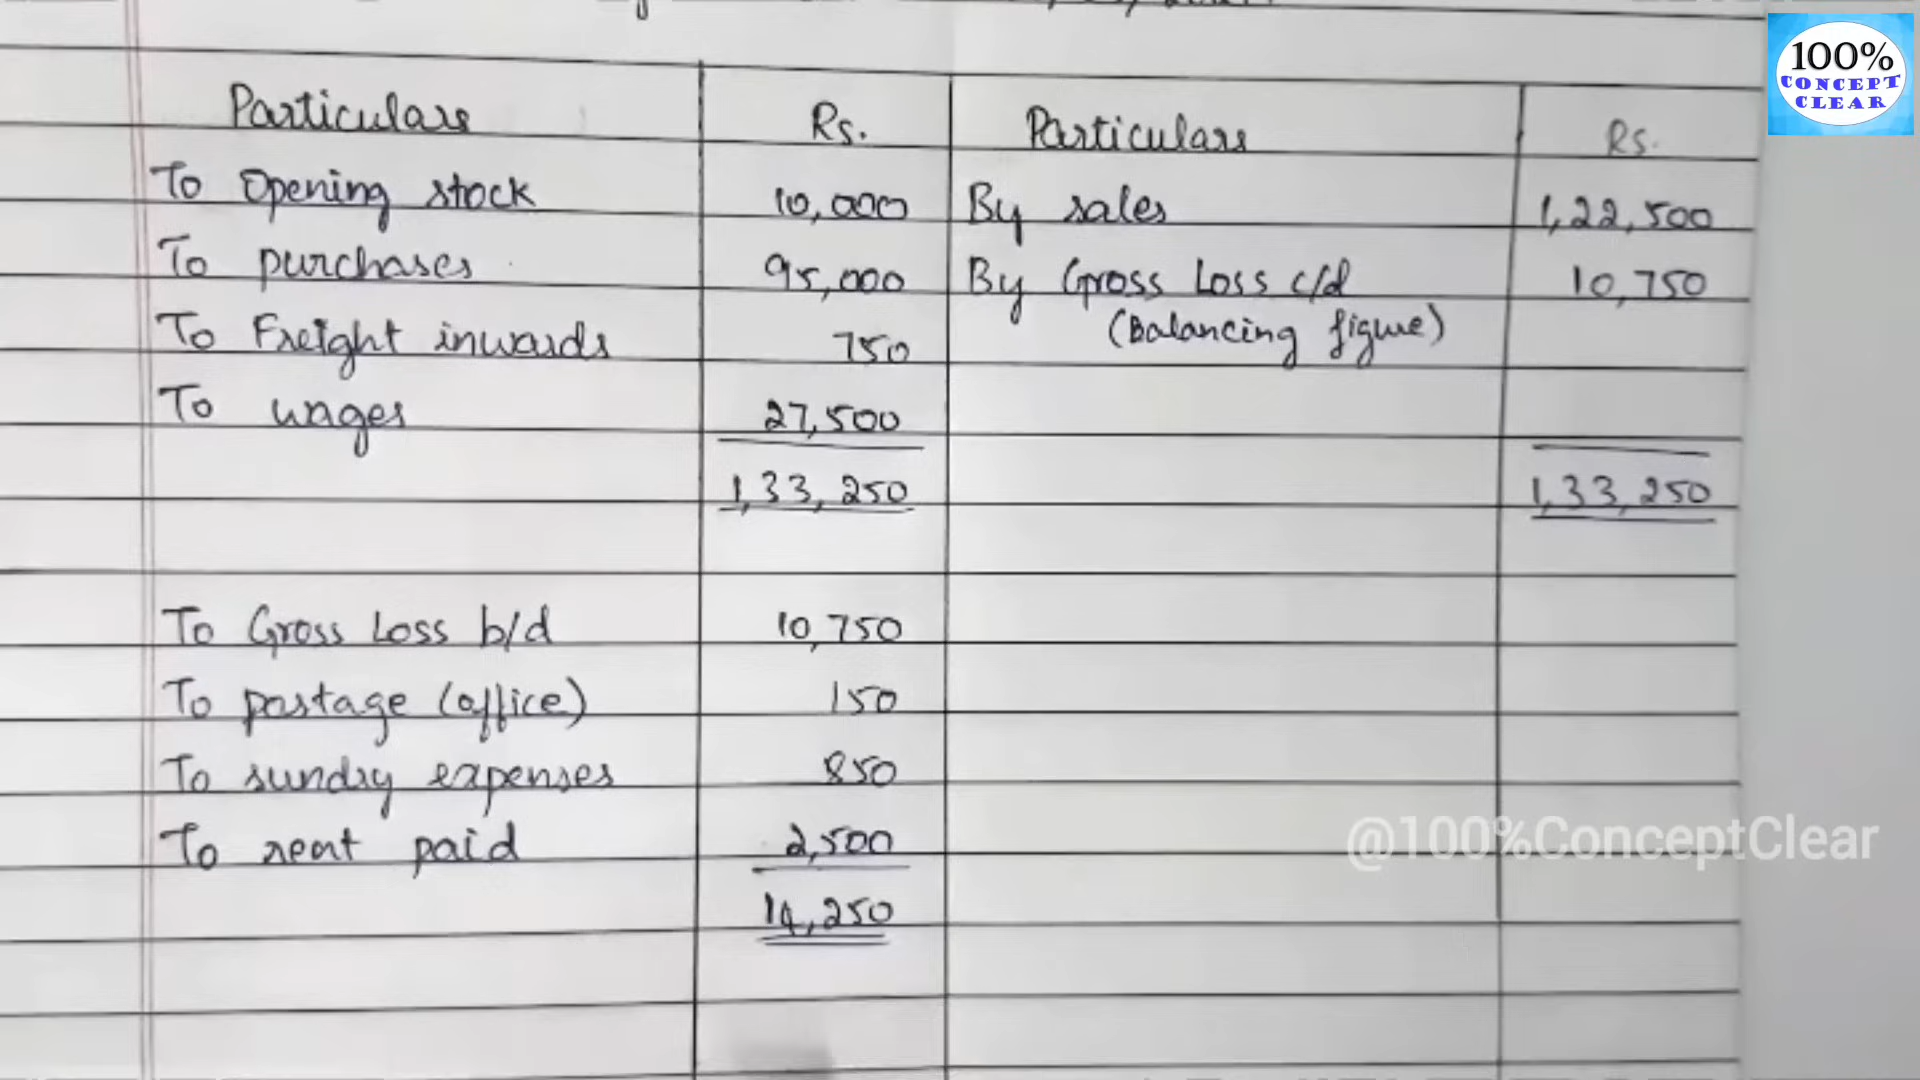 Particulars Rs. Particulars Rs.
To Opening stock 10,000 By sales 1,22,500
To purchases 95,000 By Gross Loss c/d 10,750
(Balancing figure)
To Freight inwards 750
To wages 27,500
1,33,250 1,33,250
To Gross Loss b/d 10,750
To postage (office) 150
To sundry expenses 850
To rent paid 2,500
14,250
100%
CONCEPT
CLEAR
@100%ConceptClear